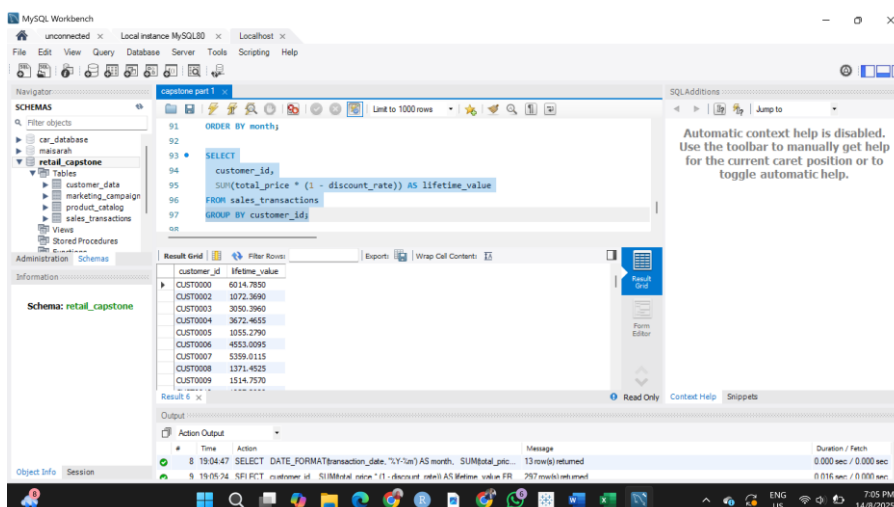 MySQL Workbench
unconnected × Local instance MySQL80 × Localhost ×
File Edit View Query Database Server Tools Scripting Help
Navigator
SCHEMAS
Filter objects
car_database
maisarah
retail_capstone
Tables
customer_data
marketing_campaign
product_catalog
sales_transactions
Views
Stored Procedures
Functions
Administration Schemas
Information
Schema: retail_capstone
Object Info Session
capstone part 1 ×
Limit to 1000 rows
91 ORDER BY month;
92
93 SELECT
94 customer_id,
95 SUM(total_price * (1 - discount_rate)) AS lifetime_value
96 FROM sales_transactions
97 GROUP BY customer_id;
98
Result Grid Filter Rows: Export: Wrap Cell Content:
customer_id lifetime_value
CUST0000 6014.7850
CUST0002 1072.3690
CUST0003 3050.3960
CUST0004 3672.4655
CUST0005 1055.2790
CUST0006 4553.0095
CUST0007 5359.0115
CUST0008 1371.4525
CUST0009 1514.7570
Result Grid
Form Editor
Result 6 ×
Read Only
SQLAdditions
Jump to
Automatic context help is disabled.
Use the toolbar to manually get help
for the current caret position or to
toggle automatic help.
Context Help Snippets
Output
Action Output
# Time Action Message Duration / Fetch
8 19:04:47 SELECT DATE_FORMAT(transaction_date, '%Y-%m') AS month, SUM(total_pric... 13 row(s) returned 0.000 sec / 0.000 sec
9 19:05:24 SELECT customer_id, SUM(total_price * (1 - discount_rate)) AS lifetime_value FR... 297 row(s) returned 0.016 sec / 0.000 sec
ENG
US
7:05 PM
14/8/2025